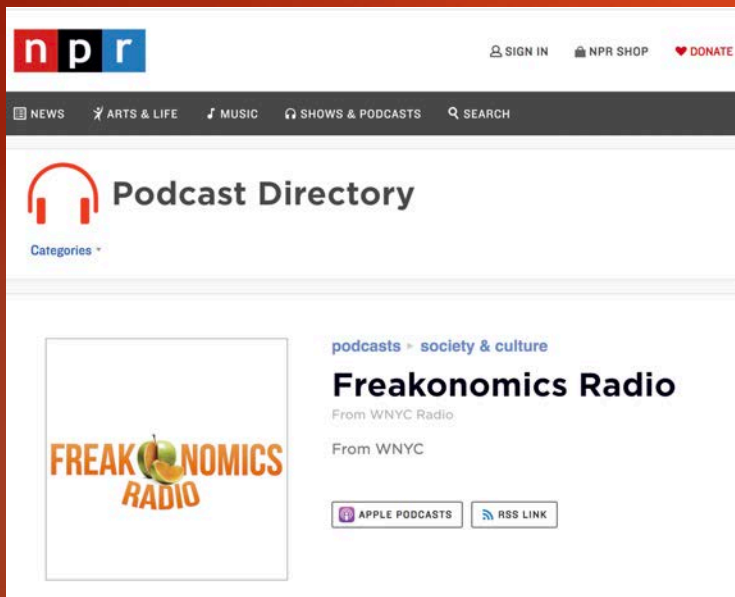 npr
SIGN IN NPR SHOP DONATE
NEWS ARTS & LIFE MUSIC SHOWS & PODCASTS SEARCH
Podcast Directory
Categories
podcasts society & culture
Freakonomics Radio
From WNYC Radio
From WNYC
FREAKONOMICS
RADIO
APPLE PODCASTS RSS LINK